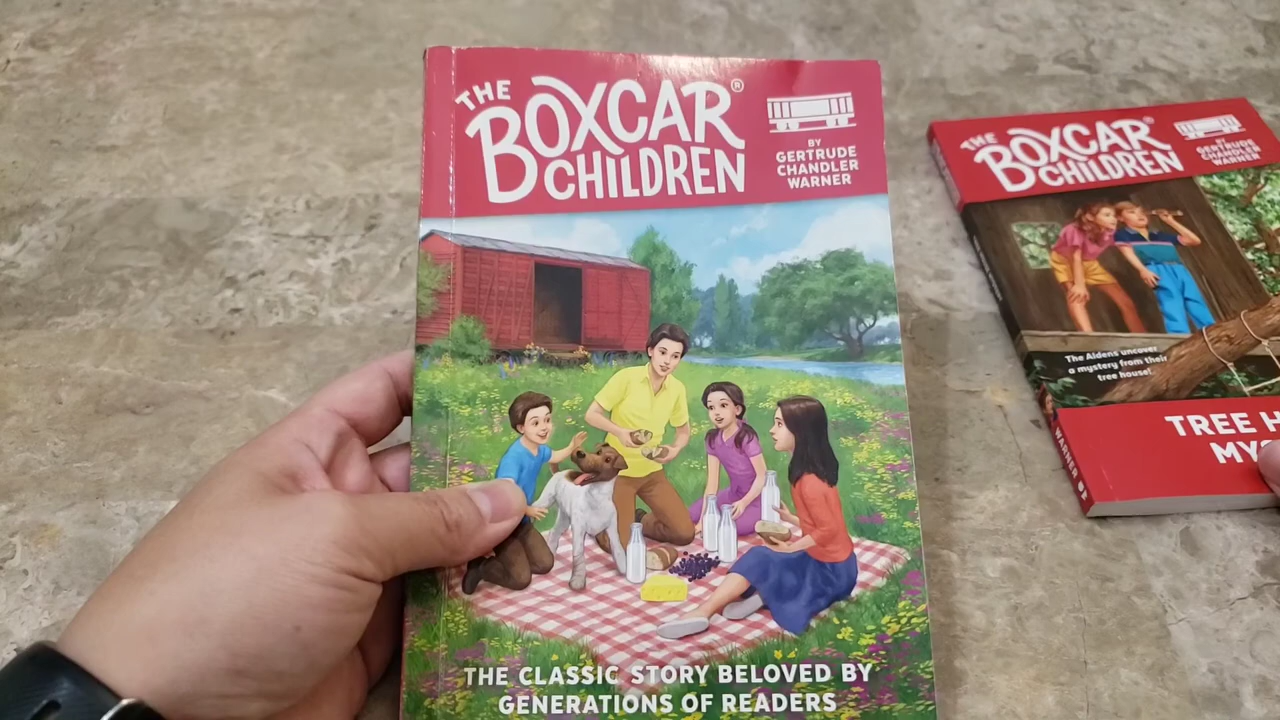 THE
BOXCAR®
CHILDREN
BY
GERTRUDE
CHANDLER
WARNER
THE CLASSIC STORY BELOVED BY
GENERATIONS OF READERS
THE
BOXCAR®
CHILDREN
GERTRUDE
CHANDLER
WARNER
The Aldens uncover
a mystery from their
tree house!
TREE
WARNER